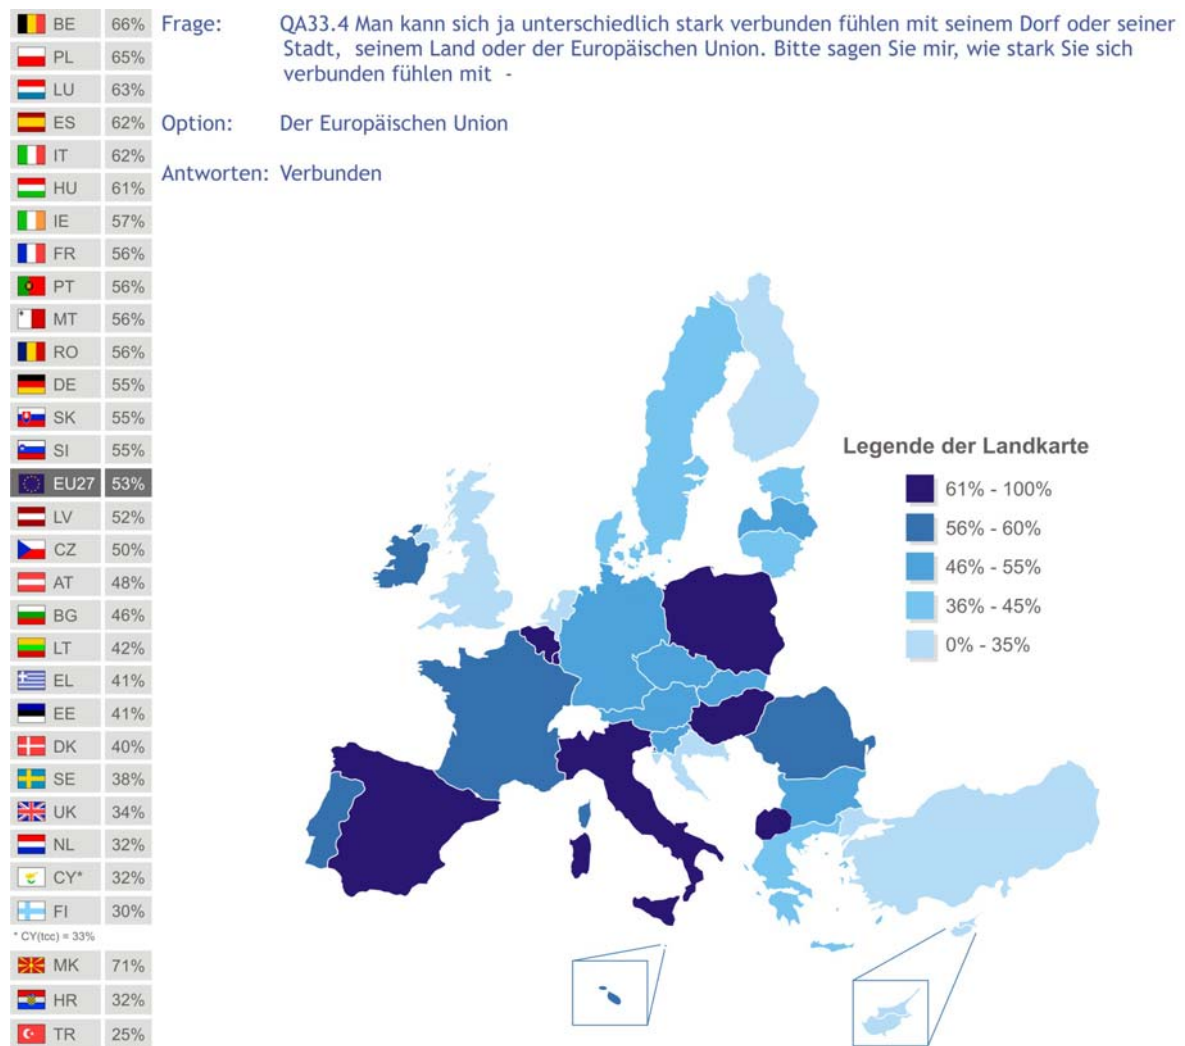 BE 66%
PL 65%
LU 63%
ES 62%
IT 62%
HU 61%
IE 57%
FR 56%
PT 56%
MT 56%
RO 56%
DE 55%
SK 55%
SI 55%
EU27 53%
LV 52%
CZ 50%
AT 48%
BG 46%
LT 42%
EL 41%
EE 41%
DK 40%
SE 38%
UK 34%
NL 32%
CY* 32%
FI 30%
* CY(tcc) = 33%
MK 71%
HR 32%
TR 25%
Frage: QA33.4 Man kann sich ja unterschiedlich stark verbunden fühlen mit seinem Dorf oder seiner
Stadt, seinem Land oder der Europäischen Union. Bitte sagen Sie mir, wie stark Sie sich
verbunden fühlen mit -
Option: Der Europäischen Union
Antworten: Verbunden
Legende der Landkarte
61% - 100%
56% - 60%
46% - 55%
36% - 45%
0% - 35%